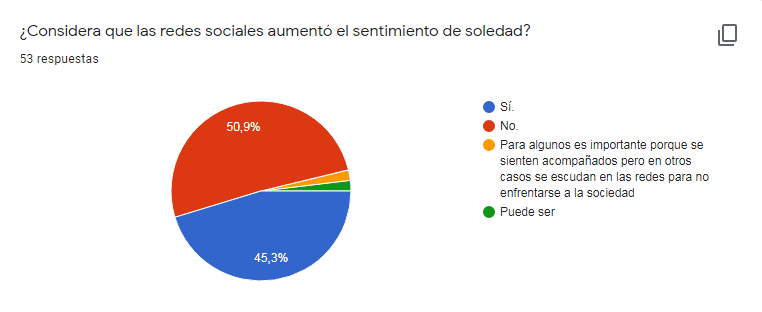 ¿Considera que las redes sociales aumentó el sentimiento de soledad?
53 respuestas
50,9%
45,3%
Sí.
No.
Para algunos es importante porque se
sienten acompañados pero en otros
casos se escudan en las redes para no
enfrentarse a la sociedad
Puede ser